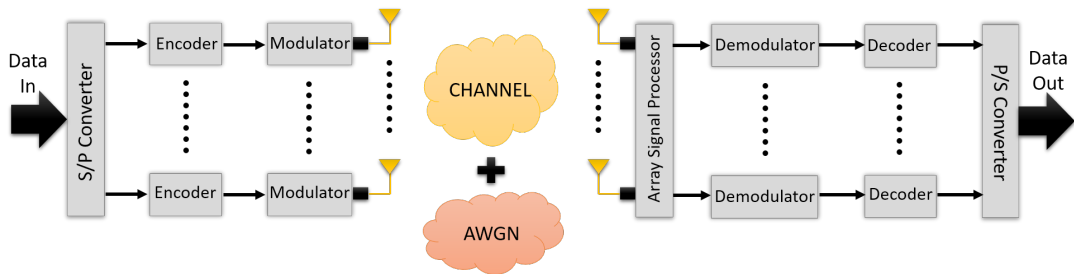 Data
In
S/P Converter
Encoder
Modulator
Encoder
Modulator
CHANNEL
AWGN
Array Signal Processor
Demodulator
Decoder
Demodulator
Decoder
P/S Converter
Data
Out